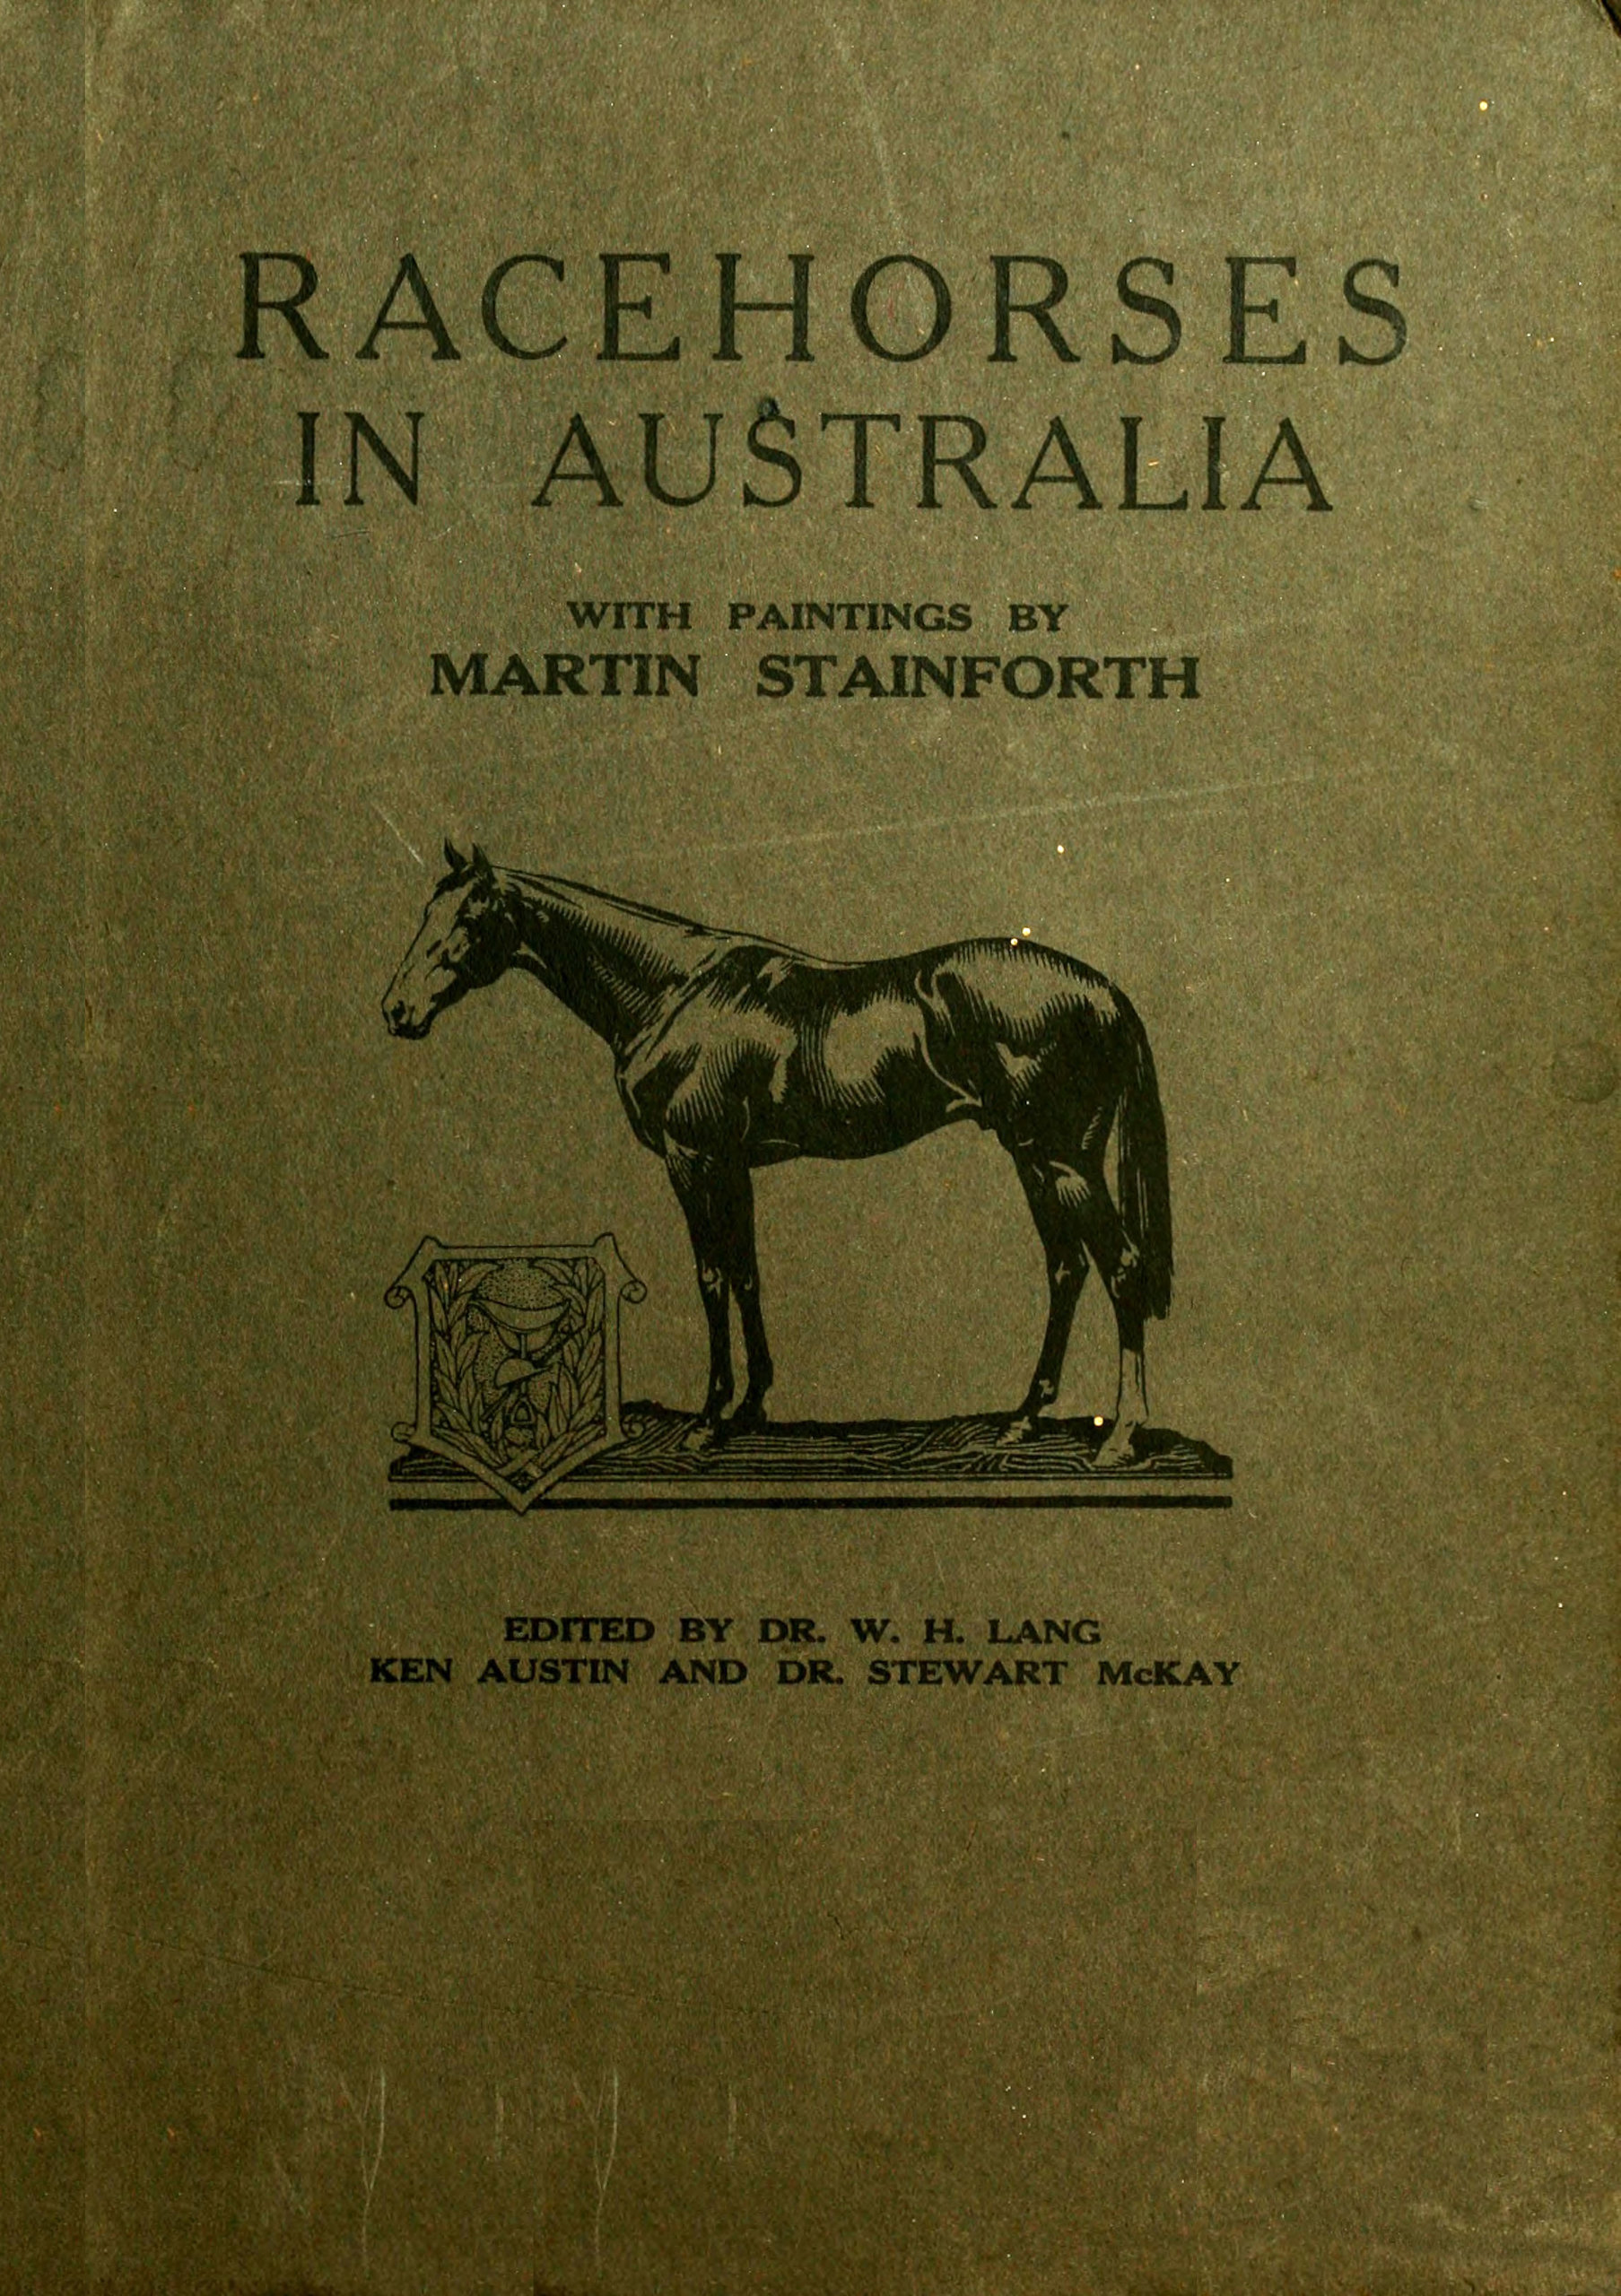 RACEHORSES
IN AUSTRALIA
WITH PAINTINGS BY
MARTIN STAINFORTH
EDITED BY DR. W. H. LANG
KEN AUSTIN AND DR. STEWART McKAY